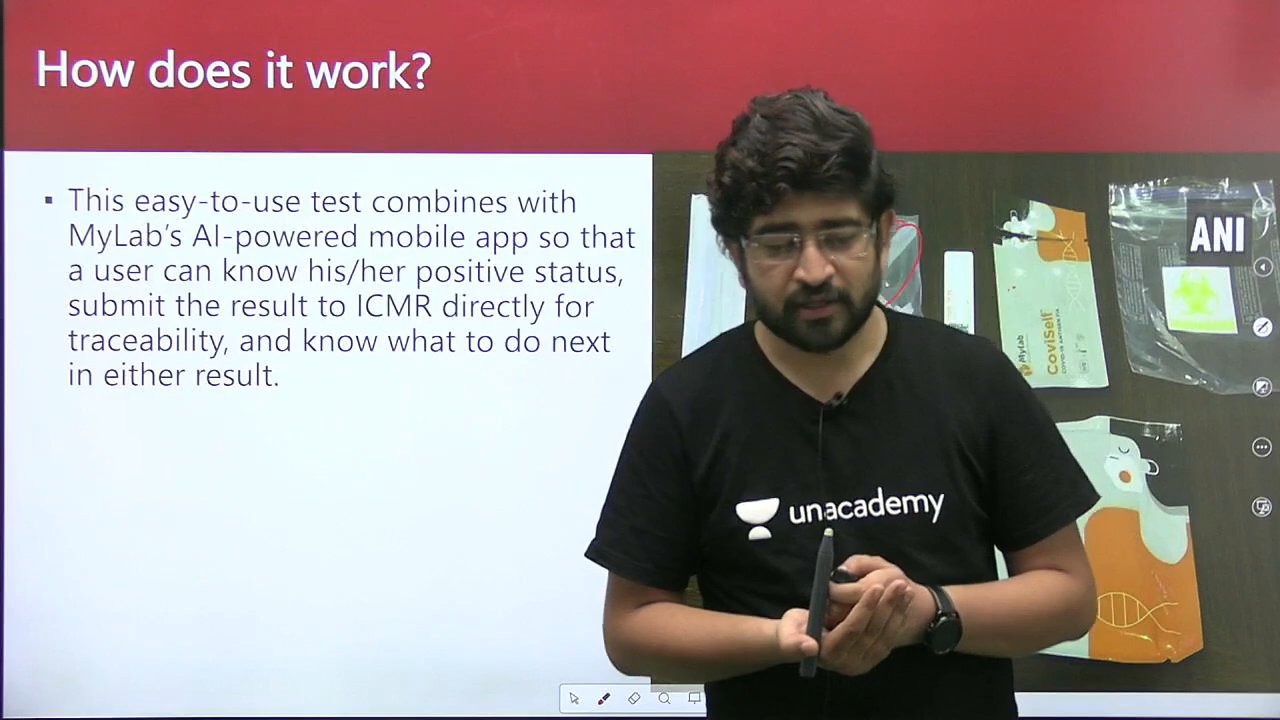 How does it work?
▪ This easy-to-use test combines with
MyLab's AI-powered mobile app so that
a user can know his/her positive status,
submit the result to ICMR directly for
traceability, and know what to do next
in either result.
ANI
Mylab
CoviSelf
unacademy